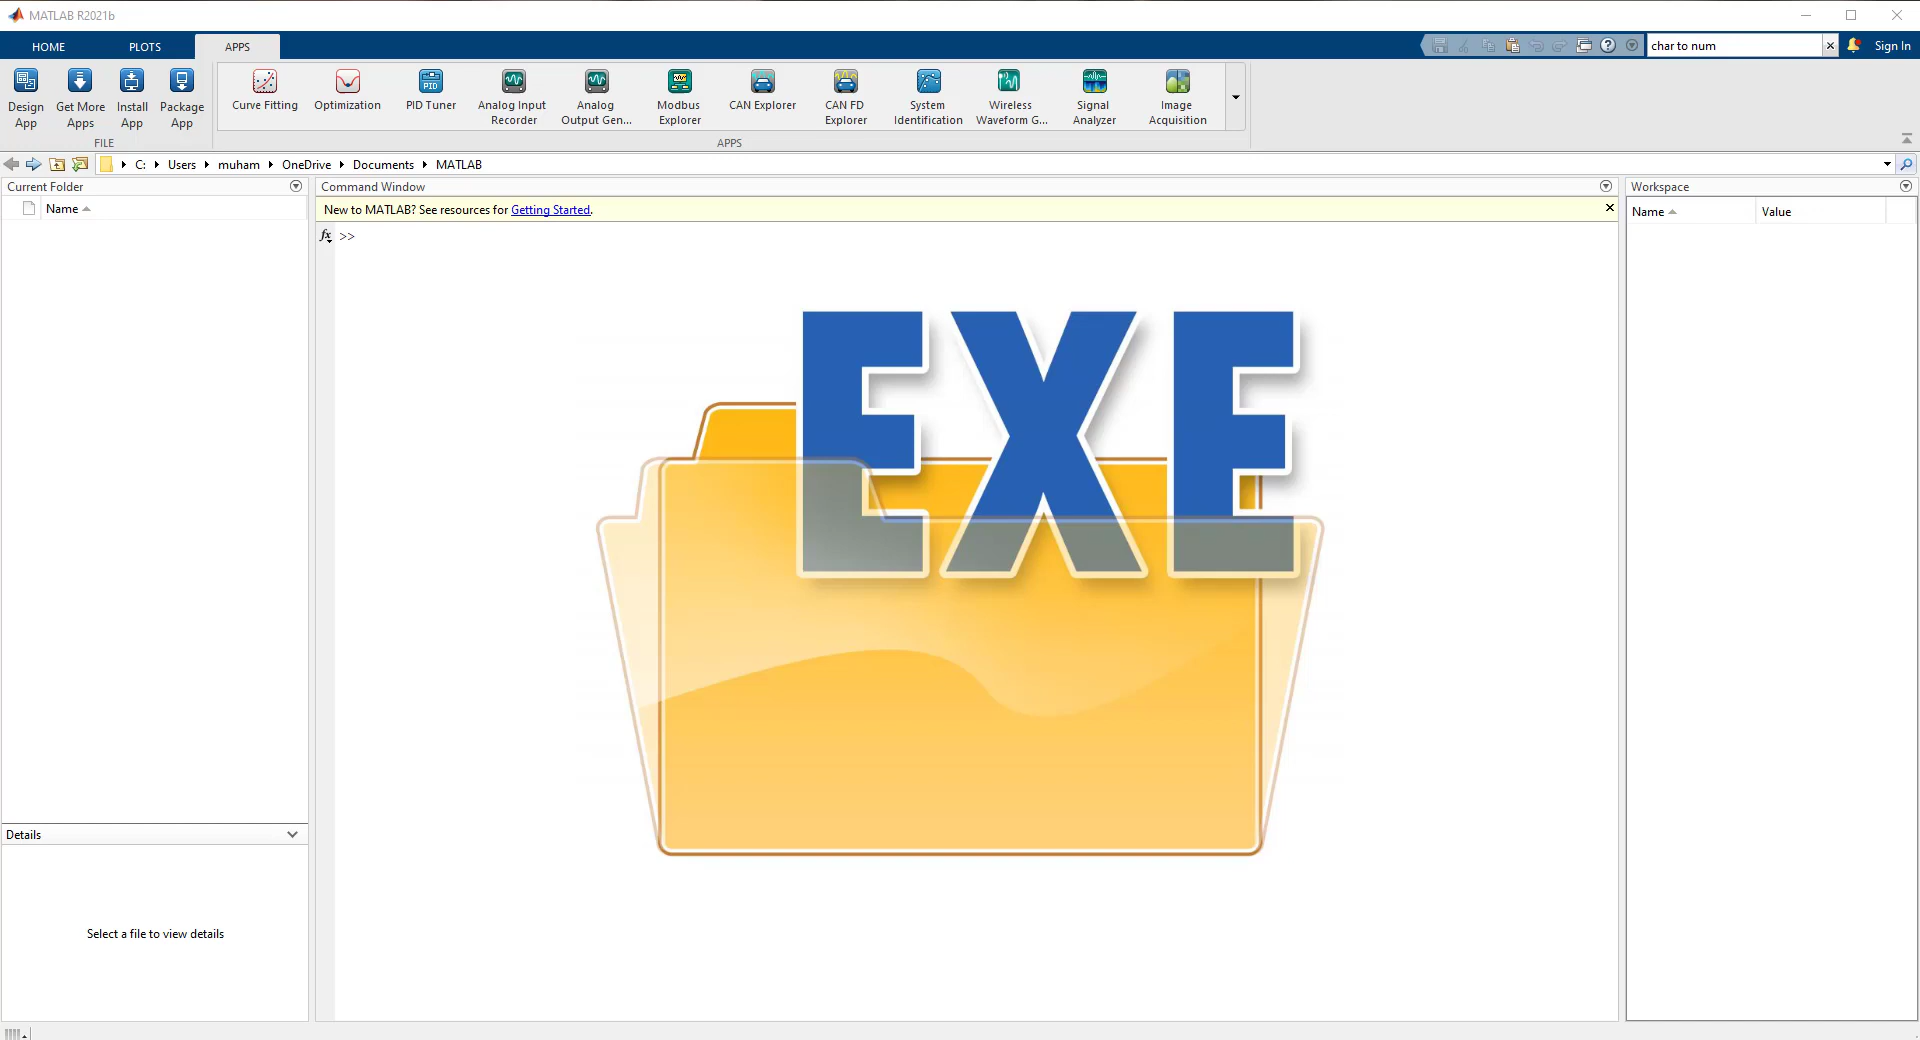 MATLAB R2021b
HOME PLOTS APPS
char to num
Sign In
Design App
Get More Apps
Install App
Package App
Curve Fitting
Optimization
PID
PID Tuner
Analog Input Recorder
Analog Output Gen...
Modbus Explorer
CAN Explorer
CAN FD Explorer
System Identification
Wireless Waveform G...
Signal Analyzer
Image Acquisition
FILE
APPS
C: Users muham OneDrive Documents MATLAB
Current Folder
Command Window
Workspace
Name
New to MATLAB? See resources for Getting Started.
Name Value
fx >>
EXE
Details
Select a file to view details